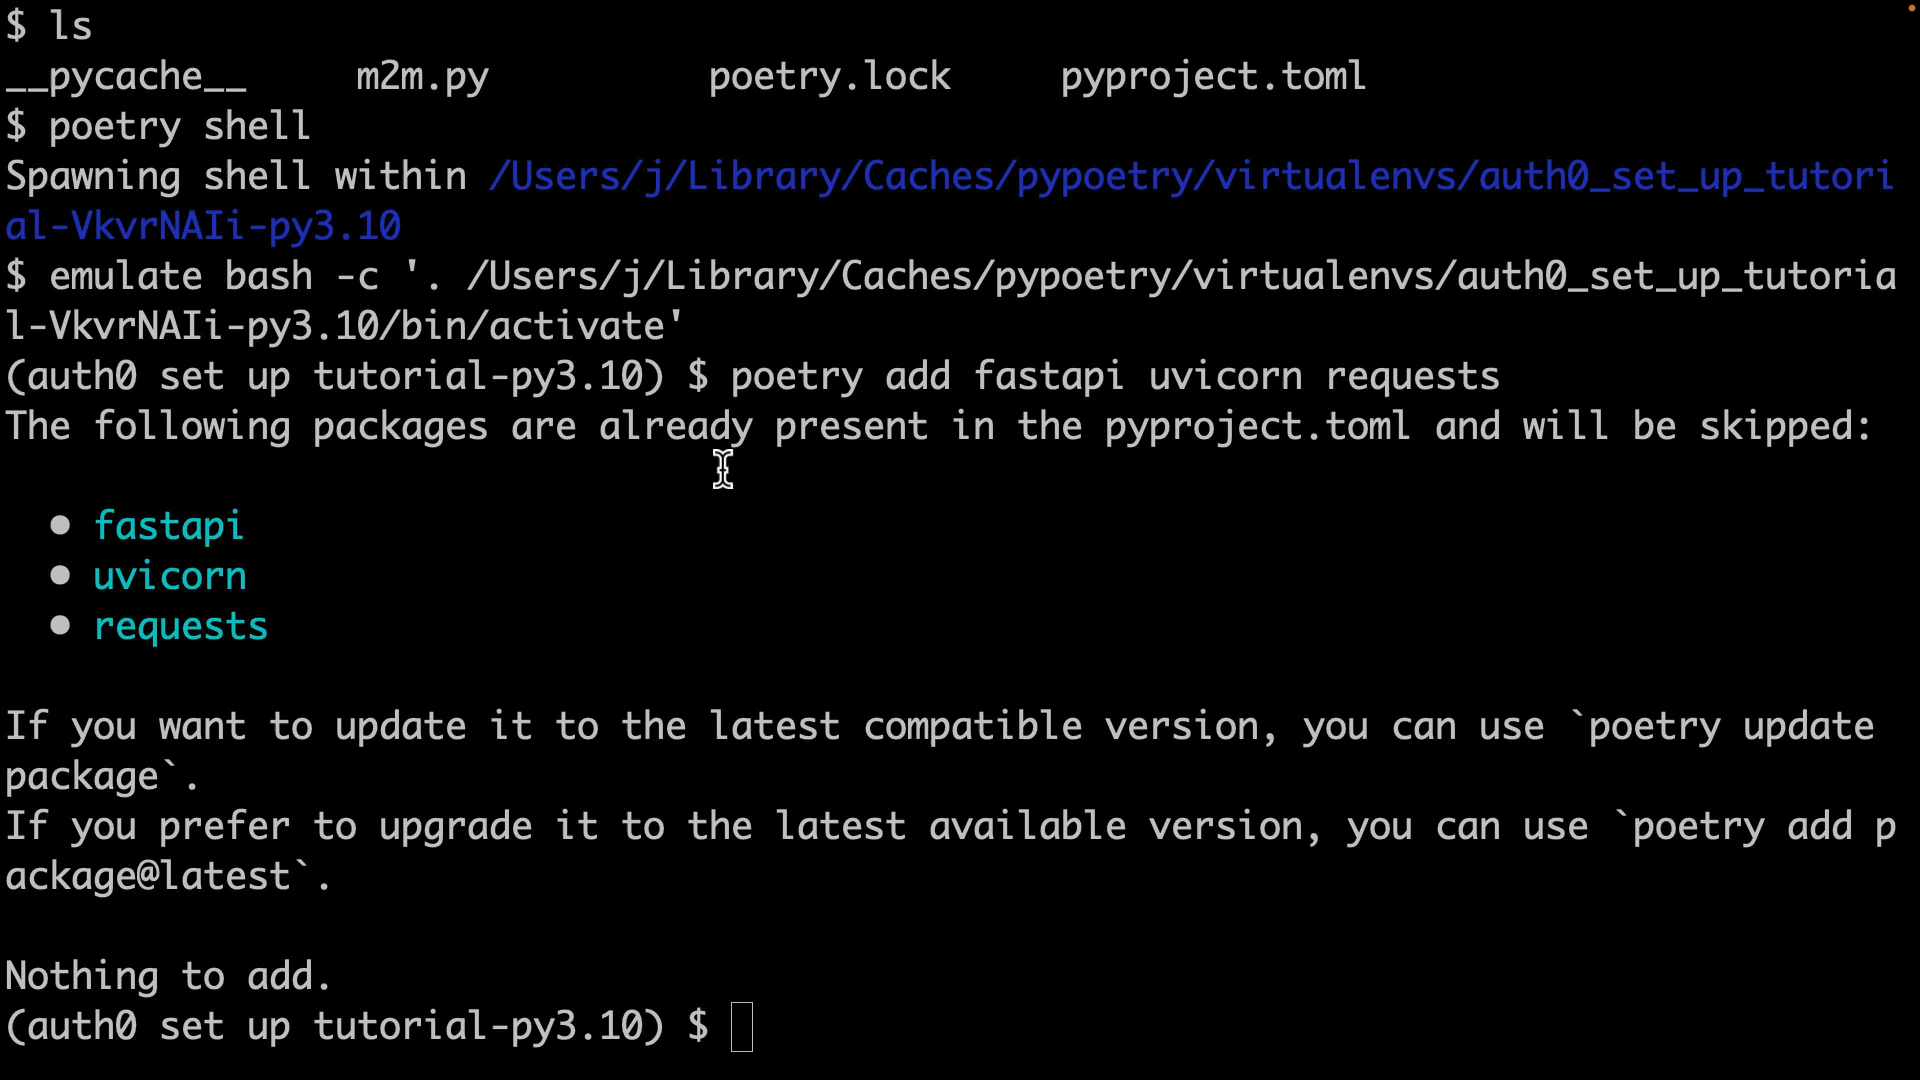 $ ls
__pycache__     m2m.py          poetry.lock     pyproject.toml
$ poetry shell
Spawning shell within /Users/j/Library/Caches/pypoetry/virtualenvs/auth0_set_up_tutori
al-VkvrNAIi-py3.10
$ emulate bash -c '. /Users/j/Library/Caches/pypoetry/virtualenvs/auth0_set_up_tutoria
l-VkvrNAIi-py3.10/bin/activate'
(auth0 set up tutorial-py3.10) $ poetry add fastapi uvicorn requests
The following packages are already present in the pyproject.toml and will be skipped:
• fastapi
• uvicorn
• requests
If you want to update it to the latest compatible version, you can use `poetry update
package`.
If you prefer to upgrade it to the latest available version, you can use `poetry add p
ackage@latest`.
Nothing to add.
(auth0 set up tutorial-py3.10) $